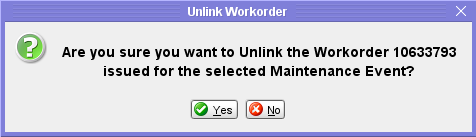 Unlink Workorder
Are you sure you want to Unlink the Workorder 10633793
issued for the selected Maintenance Event?
Yes No